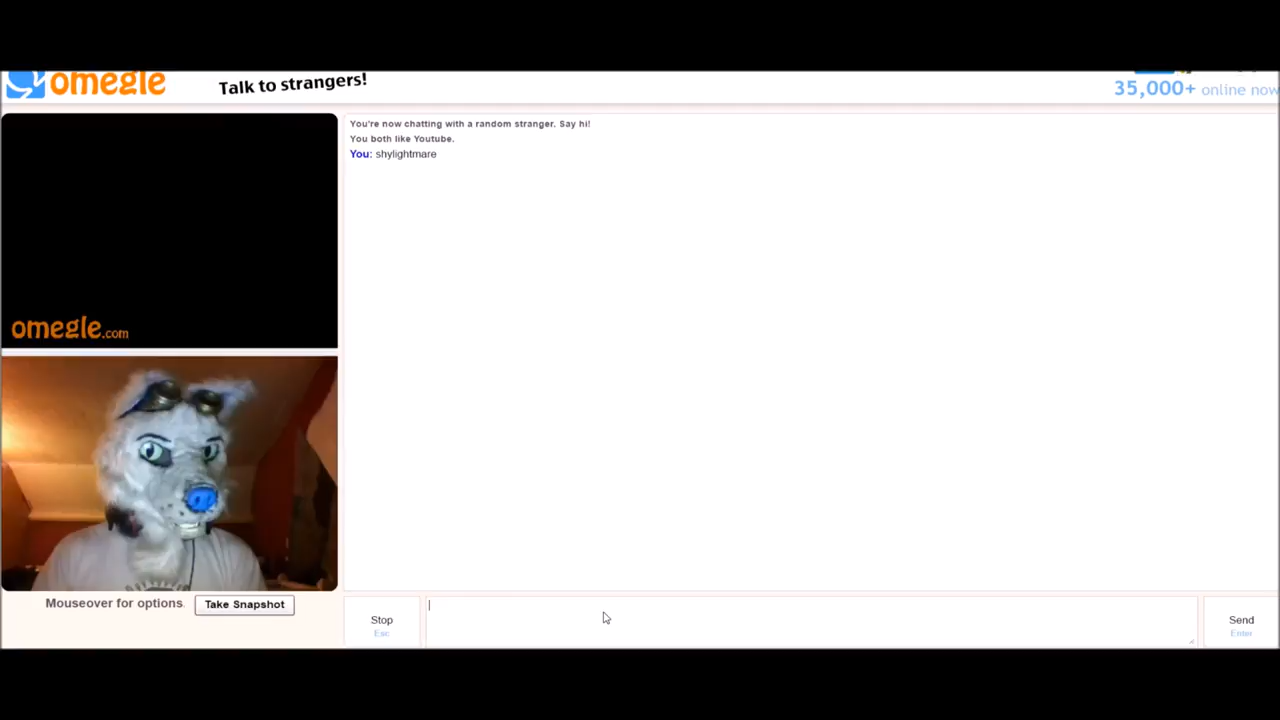 omegle
Talk to strangers!
35,000+ online now
You're now chatting with a random stranger. Say hi!
You both like Youtube.
You: shylightmare
omegle.com
Mouseover for options.
Take Snapshot
Stop
Esc
Send
Enter